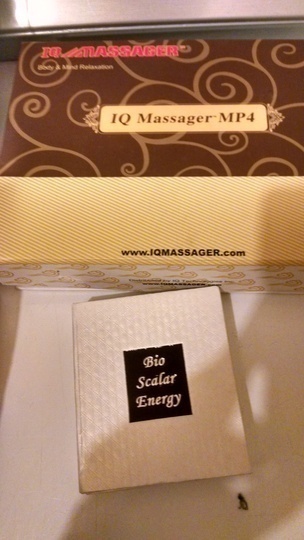 IQ MASSAGER
Body & Mind Relaxation
IQ Massager MP4
www.IQMASSAGER.com
Bio
Scalar
Energy